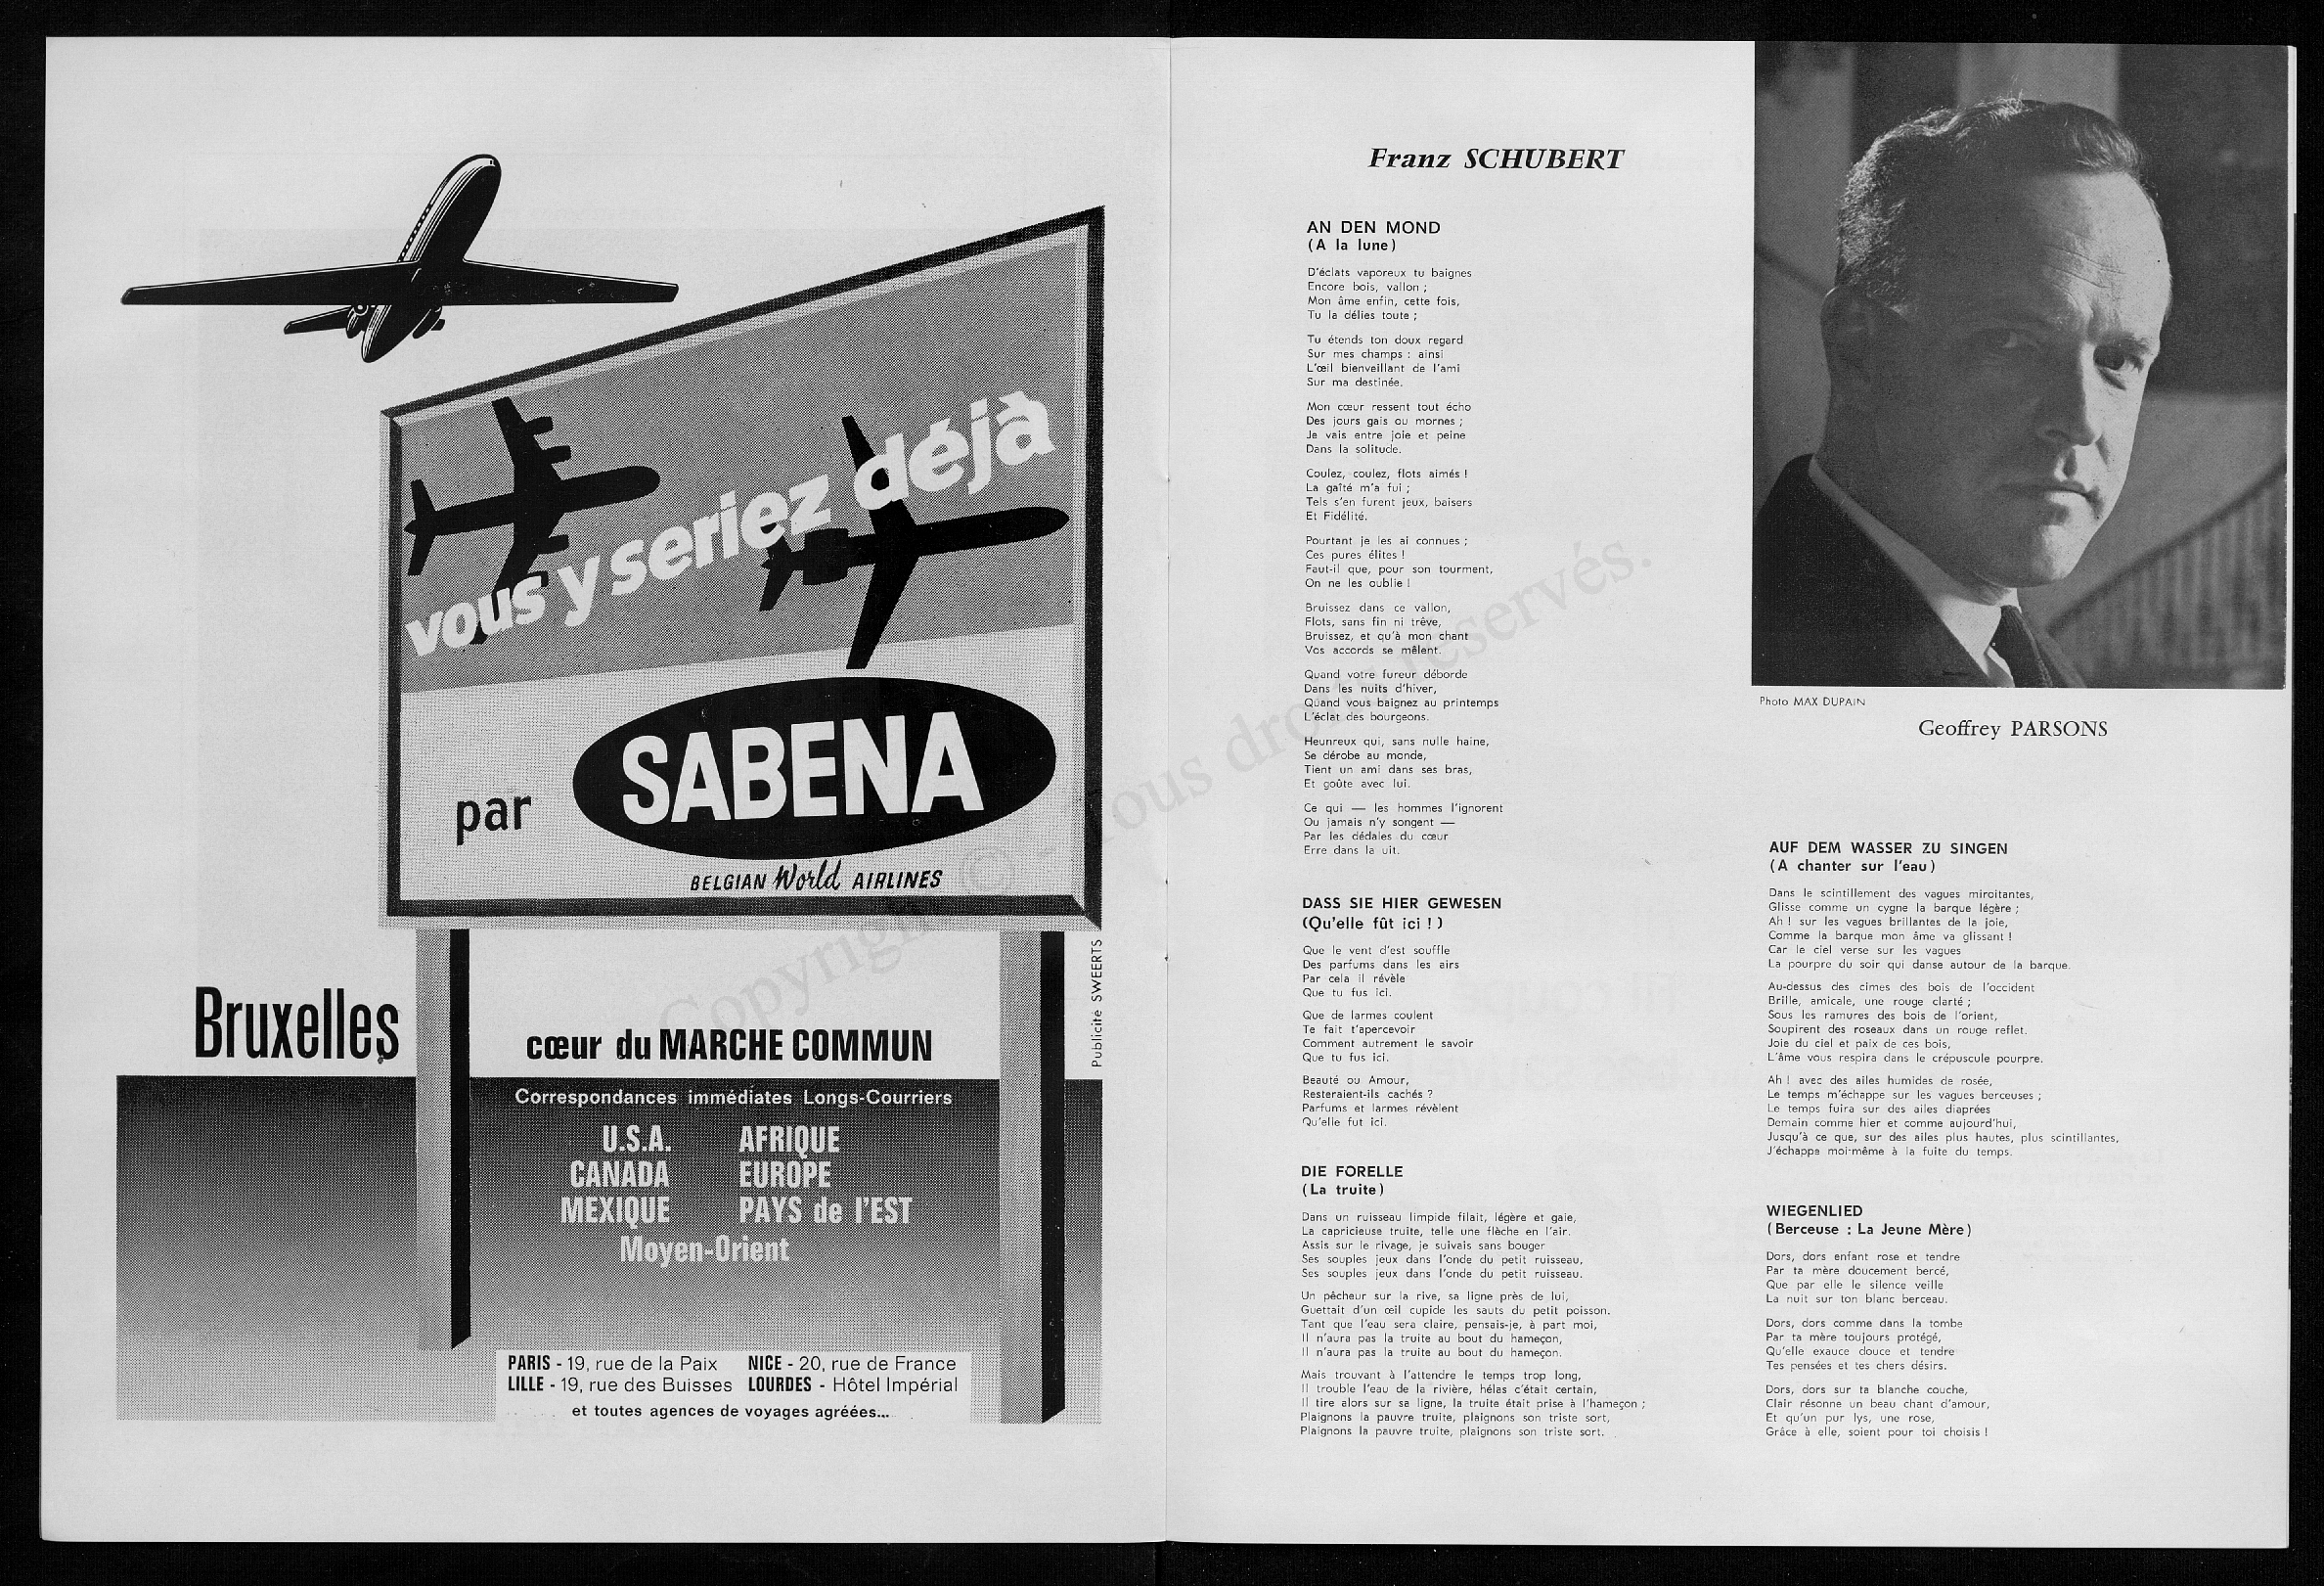 vous y seriez déjà
par SABENA
BELGIAN World AIRLINES
Publicité SWEERTS
Bruxelles
cœur du MARCHE COMMUN
Correspondances immédiates Longs-Courriers
U.S.A. AFRIQUE
CANADA EUROPE
MEXIQUE PAYS de l'EST
Moyen-Orient
PARIS - 19, rue de la Paix NICE - 20, rue de France
LILLE - 19, rue des Buisses LOURDES - Hôtel Impérial
et toutes agences de voyages agréées...
Copyright © - Tous droits réservés.
Franz SCHUBERT
AN DEN MOND
(A la lune)
D'éclats vaporeux tu baignes
Encore bois, vallon ;
Mon âme enfin, cette fois,
Tu la délies toute ;
Tu étends ton doux regard
Sur mes champs : ainsi
L'œil bienveillant de l'ami
Sur ma destinée.
Mon cœur ressent tout écho
Des jours gais ou mornes ;
Je vais entre joie et peine
Dans la solitude.
Coulez, coulez, flots aimés !
La gaîté m'a fui ;
Tels s'en furent jeux, baisers
Et Fidélité.
Pourtant je les ai connues ;
Ces pures élites !
Faut-il que, pour son tourment,
On ne les oublie !
Bruissez dans ce vallon,
Flots, sans fin ni trêve,
Bruissez, et qu'à mon chant
Vos accords se mêlent.
Quand votre fureur déborde
Dans les nuits d'hiver,
Quand vous baignez au printemps
L'éclat des bourgeons.
Heunreux qui, sans nulle haine,
Se dérobe au monde,
Tient un ami dans ses bras,
Et goûte avec lui.
Ce qui — les hommes l'ignorent
Ou jamais n'y songent —
Par les dédales du cœur
Erre dans la uit.
DASS SIE HIER GEWESEN
(Qu'elle fût ici ! )
Que le vent d'est souffle
Des parfums dans les airs
Par cela il révèle
Que tu fus ici.
Que de larmes coulent
Te fait t'apercevoir
Comment autrement le savoir
Que tu fus ici.
Beauté ou Amour,
Resteraient-ils cachés ?
Parfums et larmes révèlent
Qu'elle fut ici.
DIE FORELLE
(La truite)
Dans un ruisseau limpide filait, légère et gaie,
La capricieuse truite, telle une flèche en l'air.
Assis sur le rivage, je suivais sans bouger
Ses souples jeux dans l'onde du petit ruisseau,
Ses souples jeux dans l'onde du petit ruisseau.
Un pêcheur sur la rive, sa ligne près de lui,
Guettait d'un œil cupide les sauts du petit poisson.
Tant que l'eau sera claire, pensais-je, à part moi,
Il n'aura pas la truite au bout du hameçon,
Il n'aura pas la truite au bout du hameçon.
Mais trouvant à l'attendre le temps trop long,
Il trouble l'eau de la rivière, hélas c'était certain,
Il tire alors sur sa ligne, la truite était prise à l'hameçon ;
Plaignons la pauvre truite, plaignons son triste sort,
Plaignons la pauvre truite, plaignons son triste sort.
Photo MAX DUPAIN
Geoffrey PARSONS
AUF DEM WASSER ZU SINGEN
(A chanter sur l'eau)
Dans le scintillement des vagues miroitantes,
Glisse comme un cygne la barque légère ;
Ah ! sur les vagues brillantes de la joie,
Comme la barque mon âme va glissant !
Car le ciel verse sur les vagues
La pourpre du soir qui danse autour de la barque.
Au-dessus des cimes des bois de l'occident
Brille, amicale, une rouge clarté ;
Sous les ramures des bois de l'orient,
Soupirent des roseaux dans un rouge reflet.
Joie du ciel et paix de ces bois,
L'âme vous respira dans le crépuscule pourpre.
Ah ! avec des ailes humides de rosée,
Le temps m'échappe sur les vagues berceuses ;
Le temps fuira sur des ailes diaprées
Demain comme hier et comme aujourd'hui,
Jusqu'à ce que, sur des ailes plus hautes, plus scintillantes,
J'échappe moi-même à la fuite du temps.
WIEGENLIED
(Berceuse : La Jeune Mère)
Dors, dors enfant rose et tendre
Par ta mère doucement bercé,
Que par elle le silence veille
La nuit sur ton blanc berceau.
Dors, dors comme dans la tombe
Par ta mère toujours protégé,
Qu'elle exauce douce et tendre
Tes pensées et tes chers désirs.
Dors, dors sur ta blanche couche,
Clair résonne un beau chant d'amour,
Et qu'un pur lys, une rose,
Grâce à elle, soient pour toi choisis !